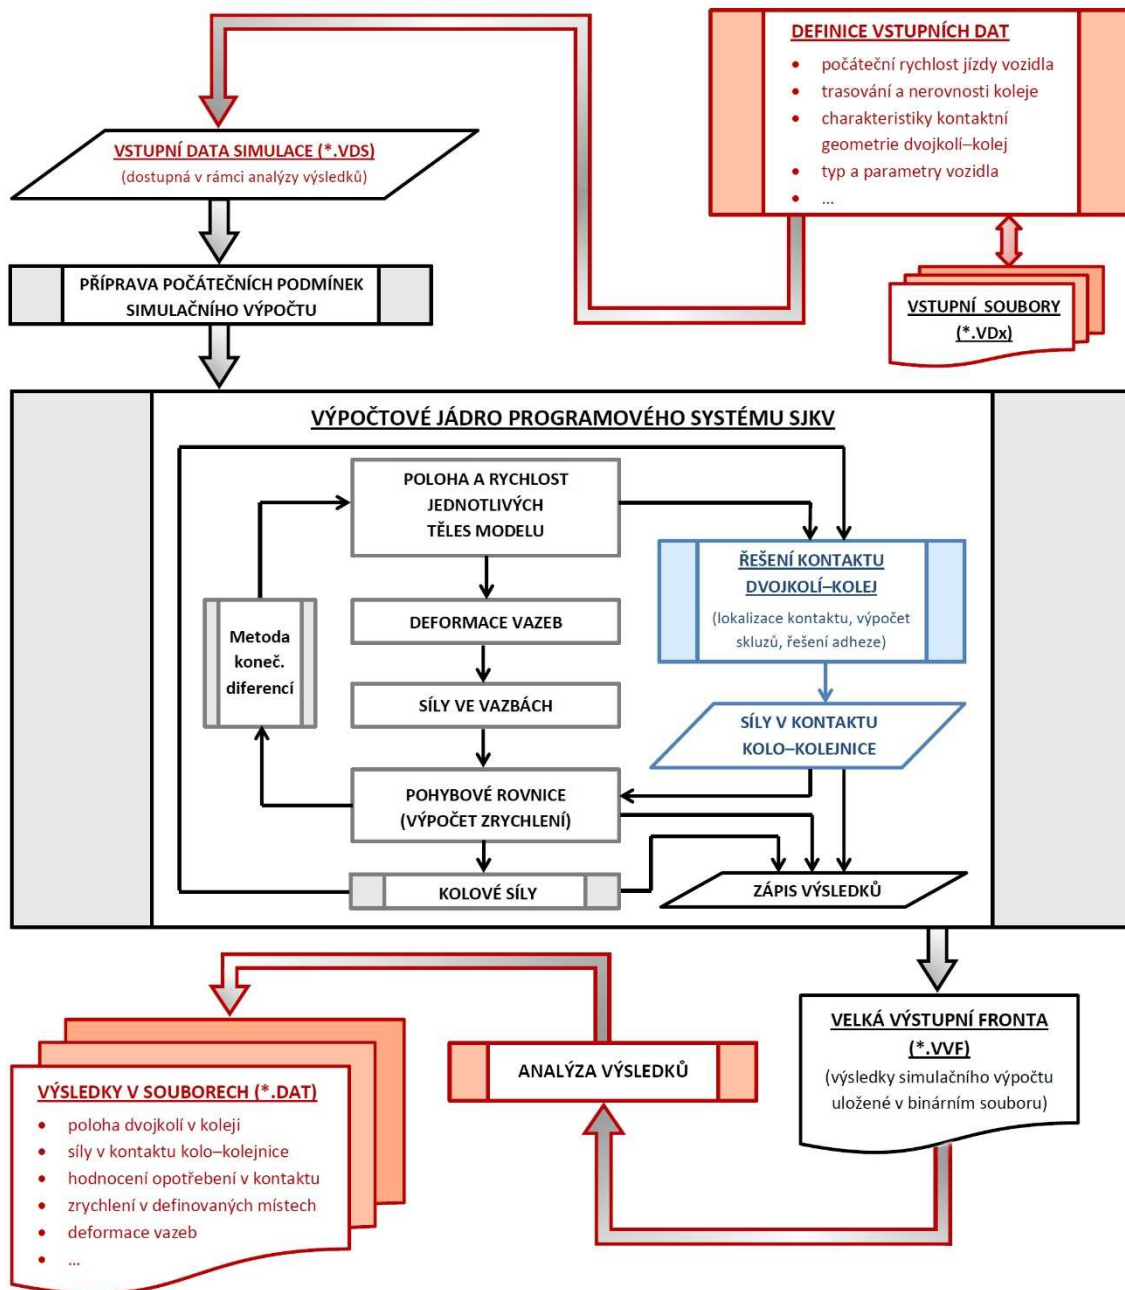 DEFINICE VSTUPNÍCH DAT
• počáteční rychlost jízdy vozidla
• trasování a nerovnosti koleje
• charakteristiky kontaktní
geometrie dvojkolí–kolej
• typ a parametry vozidla
• ...
VSTUPNÍ DATA SIMULACE (*.VDS)
(dostupná v rámci analýzy výsledků)
VSTUPNÍ SOUBORY
(*.VDx)
PŘÍPRAVA POČÁTEČNÍCH PODMÍNEK
SIMULAČNÍHO VÝPOČTU
VÝPOČTOVÉ JÁDRO PROGRAMOVÉHO SYSTÉMU SJKV
POLOHA A RYCHLOST
JEDNOTLIVÝCH
TĚLES MODELU
ŘEŠENÍ KONTAKTU
DVOJKOLÍ–KOLEJ
(lokalizace kontaktu, výpočet
skluzů, řešení adheze)
DEFORMACE VAZEB
Metoda
koneč.
diferencí
SÍLY VE VAZBÁCH
SÍLY V KONTAKTU
KOLO–KOLEJNICE
POHYBOVÉ ROVNICE
(VÝPOČET ZRYCHLENÍ)
KOLOVÉ SÍLY
ZÁPIS VÝSLEDKŮ
VELKÁ VÝSTUPNÍ FRONTA
(*.VVF)
(výsledky simulačního výpočtu
uložené v binárním souboru)
ANALÝZA VÝSLEDKŮ
VÝSLEDKY V SOUBORECH (*.DAT)
• poloha dvojkolí v koleji
• síly v kontaktu kolo–kolejnice
• hodnocení opotřebení v kontaktu
• zrychlení v definovaných místech
• deformace vazeb
• ...